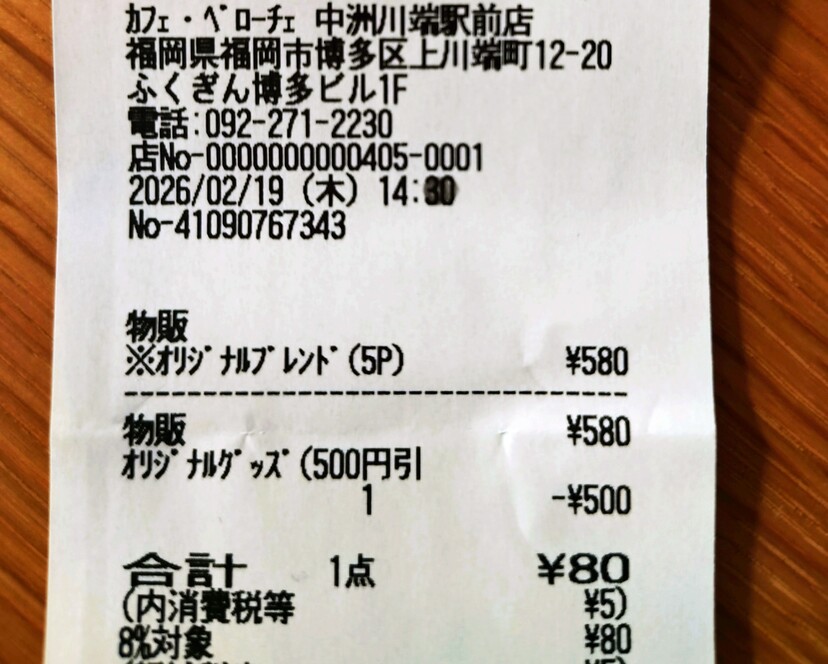 ｶﾌｪ・ﾍﾞﾛｰﾁｪ 中洲川端駅前店
福岡県福岡市博多区上川端町12-20
ふくぎん博多ビル1F
電話:092-271-2230
店No-0000000000405-0001
2026/02/19 (木) 14:30
No-41090767343
物販
※ｵﾘｼﾞﾅﾙﾌﾞﾚﾝﾄﾞ(5P) ¥580
--------------------------------
物販 ¥580
ｵﾘｼﾞﾅﾙｸﾞｯｽﾞ(500円引
1 -¥500
合計 1点 ¥80
(内消費税等 ¥5)
8%対象 ¥80